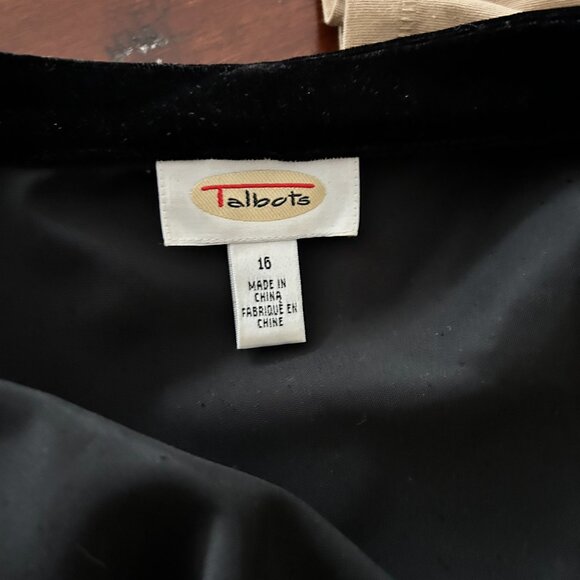 Talbots
16
MADE IN
CHINA
FABRIQUÉ EN
CHINE